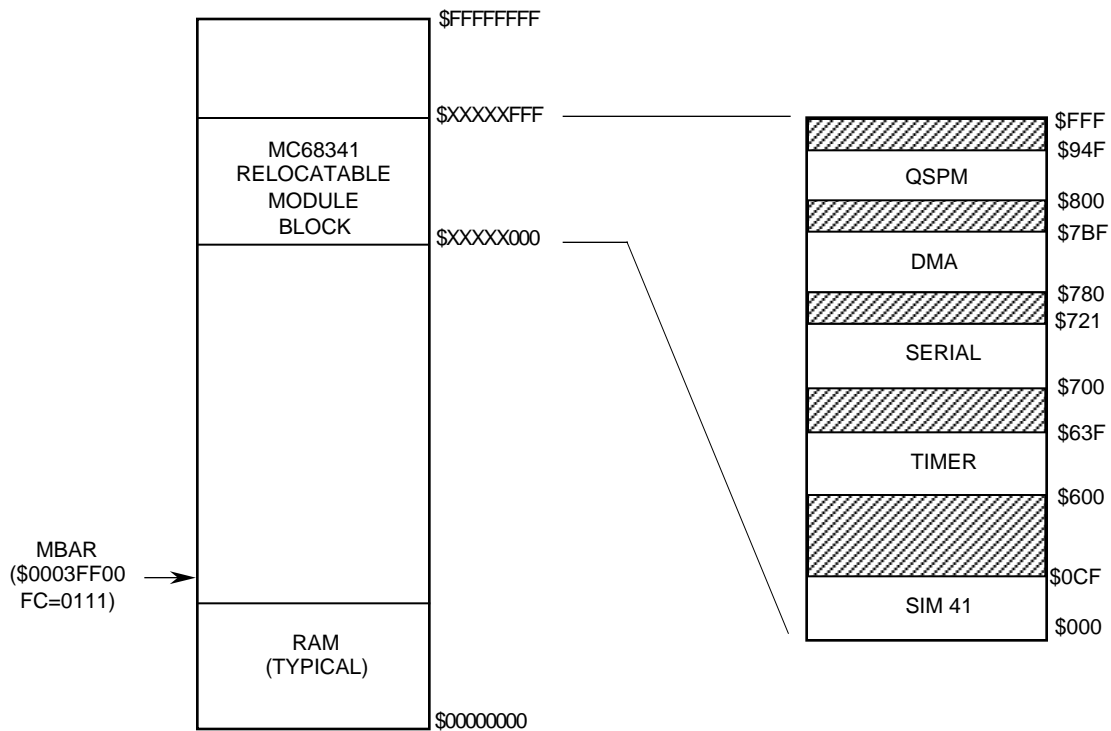 $FFFFFFFF
$XXXXXFFF
MC68341
RELOCATABLE
MODULE
BLOCK
$XXXXX000
MBAR
($0003FF00
FC=0111)
RAM
(TYPICAL)
$00000000
$FFF
$94F
QSPM
$800
$7BF
DMA
$780
$721
SERIAL
$700
$63F
TIMER
$600
$0CF
SIM 41
$000